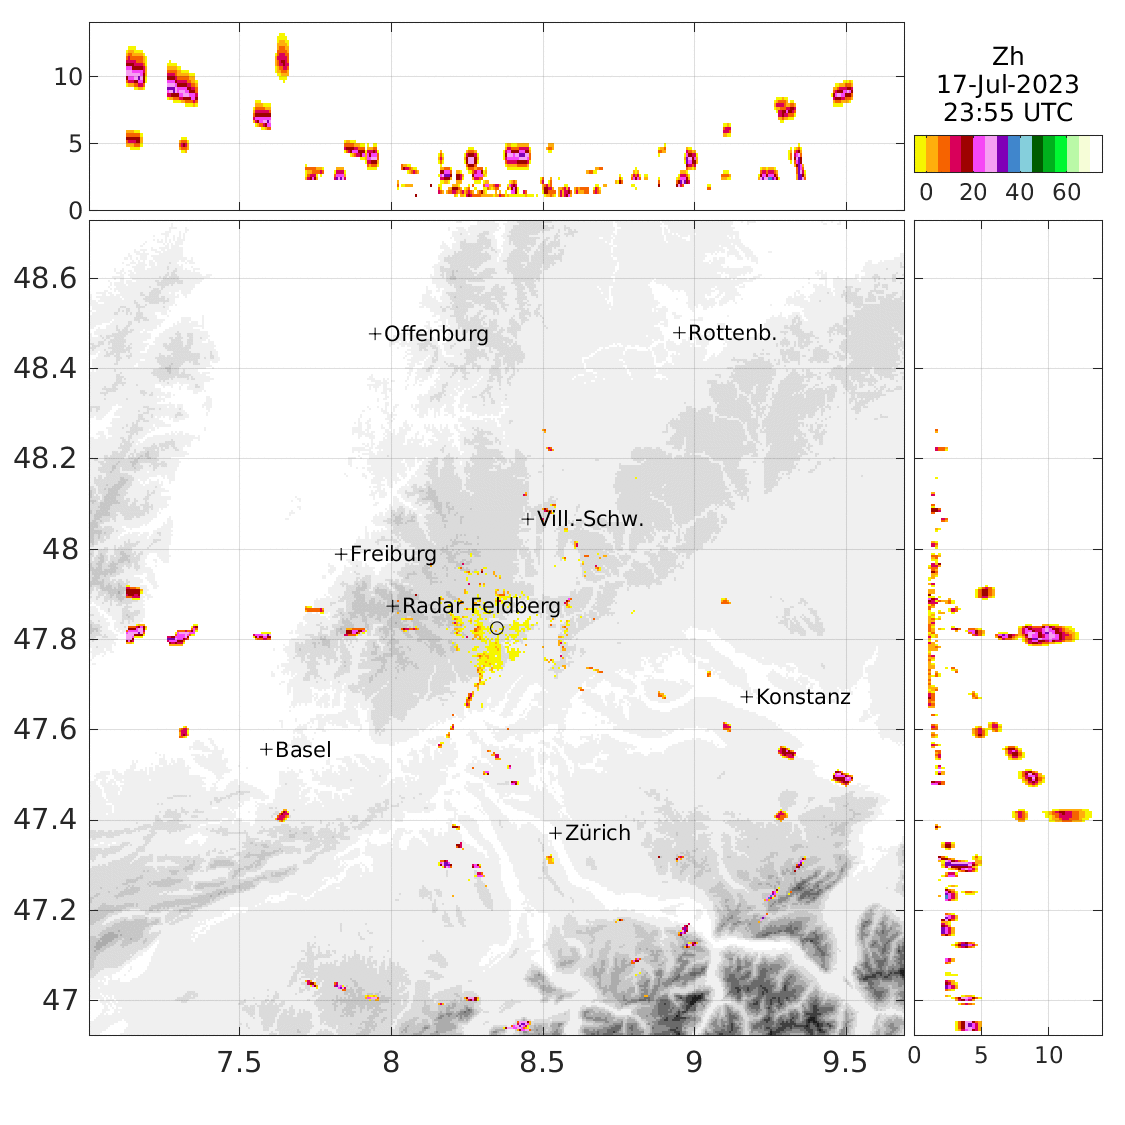 Zh
17-Jul-2023
23:55 UTC
0 20 40 60
10
5
0
48.6
48.4
48.2
48
47.8
47.6
47.4
47.2
47
+Offenburg
+Rottenb.
+Vill.-Schw.
+Freiburg
+Radar Feldberg
+Konstanz
+Basel
+Zürich
7.5 8 8.5 9 9.5
0 5 10